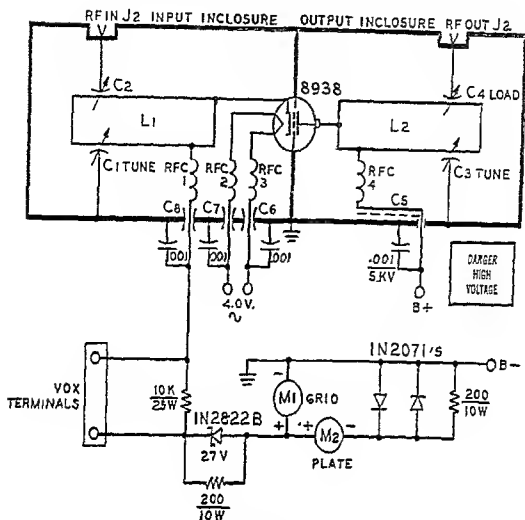 RF IN J2 INPUT INCLOSURE OUTPUT INCLOSURE RF OUT J2
8938
C2
C4 LOAD
L1
L2
C1 TUNE
RFC 1
RFC 2
RFC 3
RFC 4
C3 TUNE
C8
C7
C6
C5
.001
.001
.001
.001
5KV
DANGER
HIGH
VOLTAGE
4.0V.
∿
B+
1N2071's
B-
VOX
TERMINALS
10K
25W
1N2822B
27V
- M1 GRID
+
+ M2 -
PLATE
200
10W
200
10W